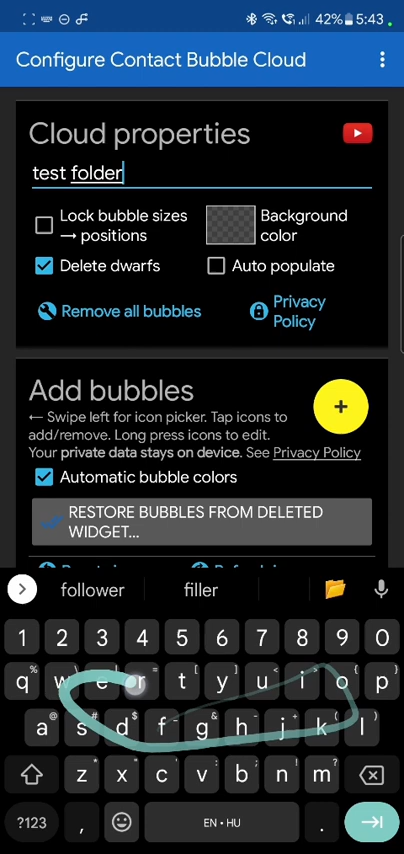 42% 5:43
Configure Contact Bubble Cloud
Cloud properties
test folder
Lock bubble sizes
→ positions
Background
color
Delete dwarfs
Auto populate
Remove all bubbles
Privacy
Policy
Add bubbles
+
← Swipe left for icon picker. Tap icons to
add/remove. Long press icons to edit.
Your private data stays on device. See Privacy Policy
Automatic bubble colors
RESTORE BUBBLES FROM DELETED
WIDGET...
follower filler
1 2 3 4 5 6 7 8 9 0
q w e r t y u i o p
a s d f g h j k l
z x c v b n m
?123 , EN • HU .